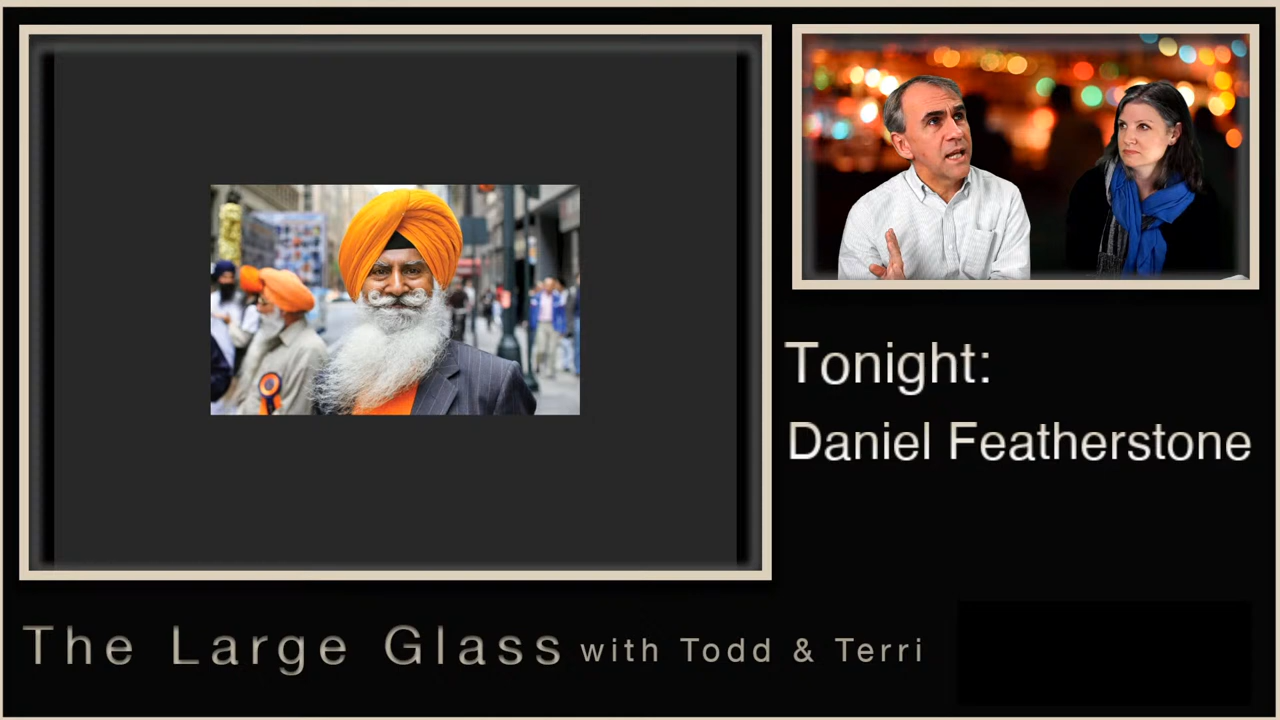 Tonight:
Daniel Featherstone
The Large Glass with Todd & Terri